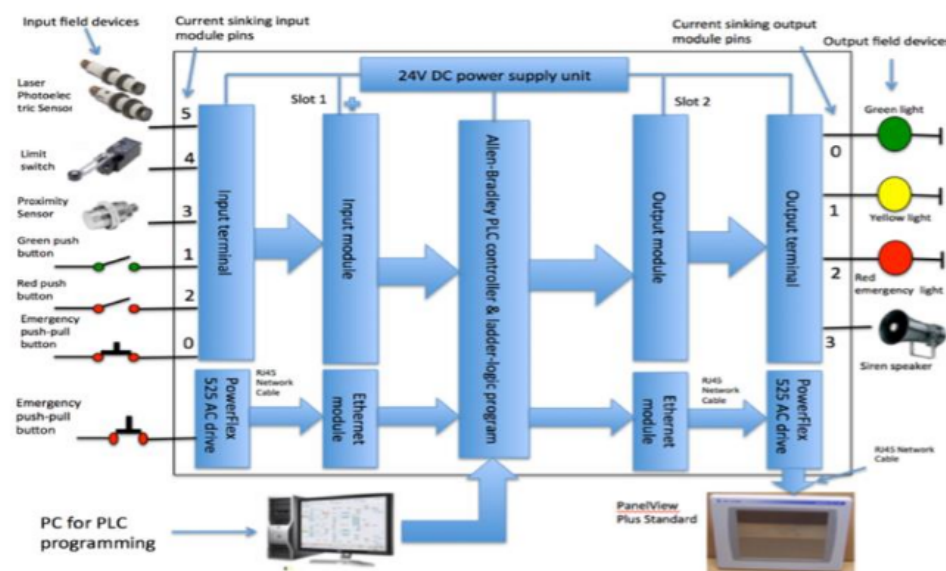 Input field devices
Current sinking input
module pins
Current sinking output
module pins
Output field devices
24V DC power supply unit
Slot 1
Slot 2
Laser
Photoelect
ric Sensor
5
Limit
switch
4
Proximity
Sensor
3
Green push
button
1
Red push
button
2
Emergency
push-pull
button
0
Emergency
push-pull
button
Input terminal
Input module
Allen-Bradley PLC controller & ladder-logic program
Output module
Output terminal
0
Green light
1
Yellow light
2
Red
emergency light
3
Siren speaker
PowerFlex
525 AC drive
RJ45
Network
Cable
Ethernet
module
Ethernet
module
RJ45
Network
Cable
PowerFlex
525 AC drive
RJ45 Network
Cable
PC for PLC
programming
PanelView
Plus Standard